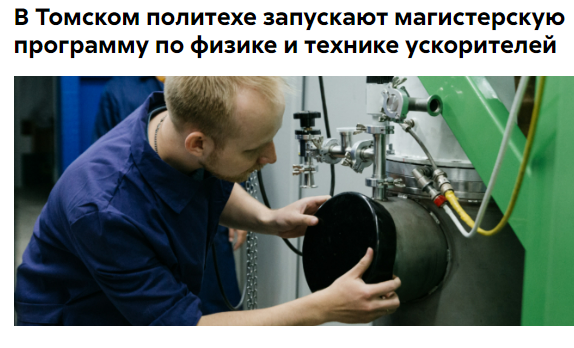 В Томском политехе запускают магистерскую
программу по физике и технике ускорителей